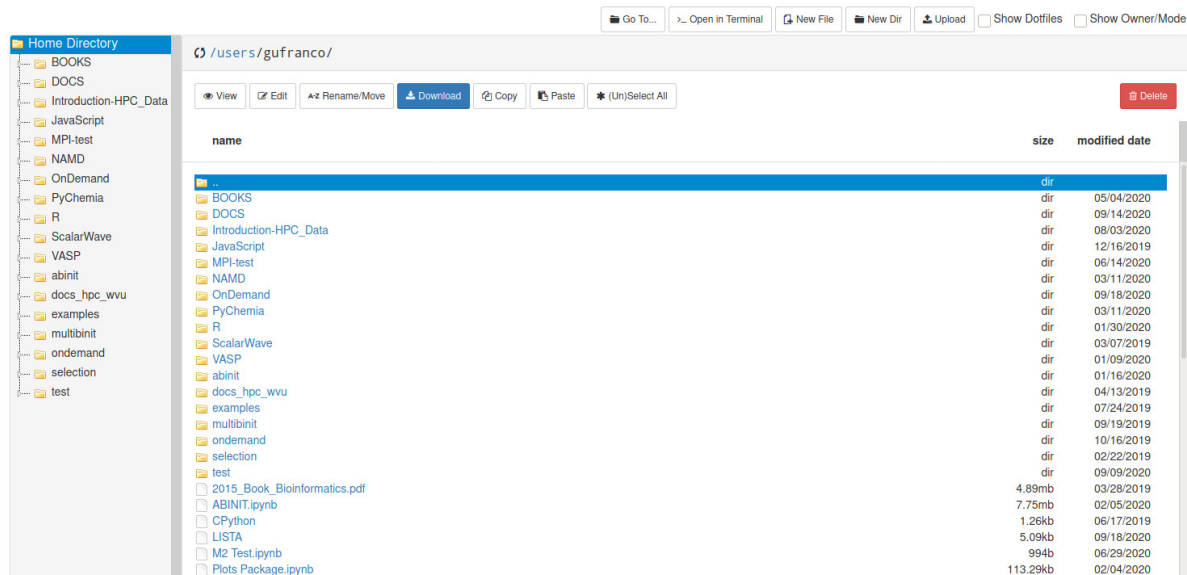 Go To... >_ Open in Terminal New File New Dir Upload Show Dotfiles Show Owner/Mode
Home Directory
BOOKS
DOCS
Introduction-HPC_Data
JavaScript
MPI-test
NAMD
OnDemand
PyChemia
R
ScalarWave
VASP
abinit
docs_hpc_wvu
examples
multibinit
ondemand
selection
test
/users/gufranco/
View Edit A-Z Rename/Move Download Copy Paste (Un)Select All Delete
name size modified date
.. dir
BOOKS dir 05/04/2020
DOCS dir 09/14/2020
Introduction-HPC_Data dir 08/03/2020
JavaScript dir 12/16/2019
MPI-test dir 06/14/2020
NAMD dir 03/11/2020
OnDemand dir 09/18/2020
PyChemia dir 03/11/2020
R dir 01/30/2020
ScalarWave dir 03/07/2019
VASP dir 01/09/2020
abinit dir 01/16/2020
docs_hpc_wvu dir 04/13/2019
examples dir 07/24/2019
multibinit dir 09/19/2019
ondemand dir 10/16/2019
selection dir 02/22/2019
test dir 09/09/2020
2015_Book_Bioinformatics.pdf 4.89mb 03/28/2019
ABINIT.ipynb 7.75mb 02/05/2020
CPython 1.26kb 06/17/2019
LISTA 5.09kb 09/18/2020
M2 Test.ipynb 994b 06/29/2020
Plots Package.ipynb 113.29kb 02/04/2020